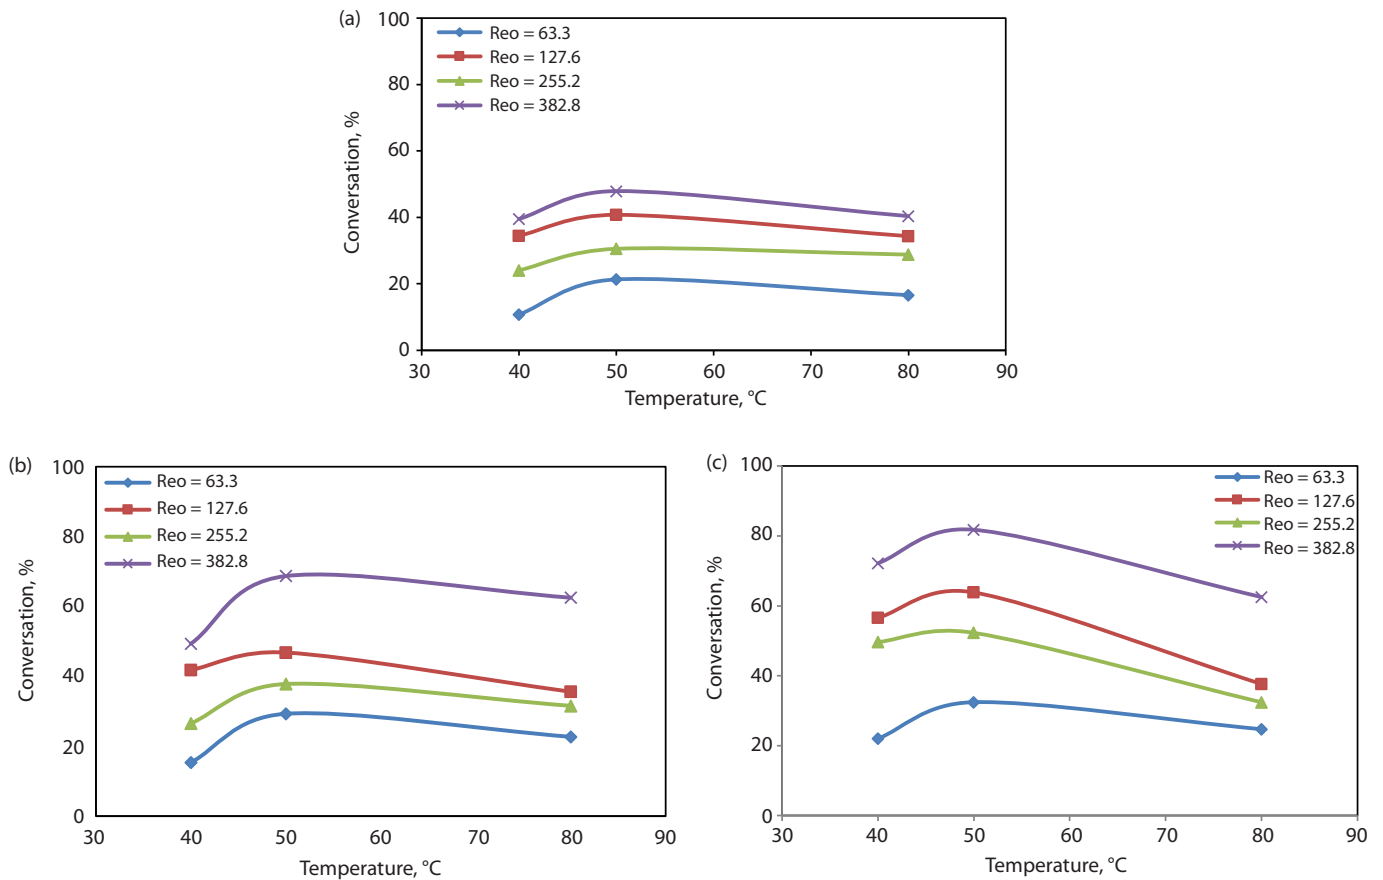 (a)
100
80
60
40
20
0
Conversation, %
Reo = 63.3
Reo = 127.6
Reo = 255.2
Reo = 382.8
30 40 50 60 70 80 90
Temperature, °C
(b)
100
80
60
40
20
0
Conversation, %
Reo = 63.3
Reo = 127.6
Reo = 255.2
Reo = 382.8
30 40 50 60 70 80 90
Temperature, °C
(c)
100
80
60
40
20
0
Conversation, %
Reo = 63.3
Reo = 127.6
Reo = 255.2
Reo = 382.8
30 40 50 60 70 80 90
Temperature, °C